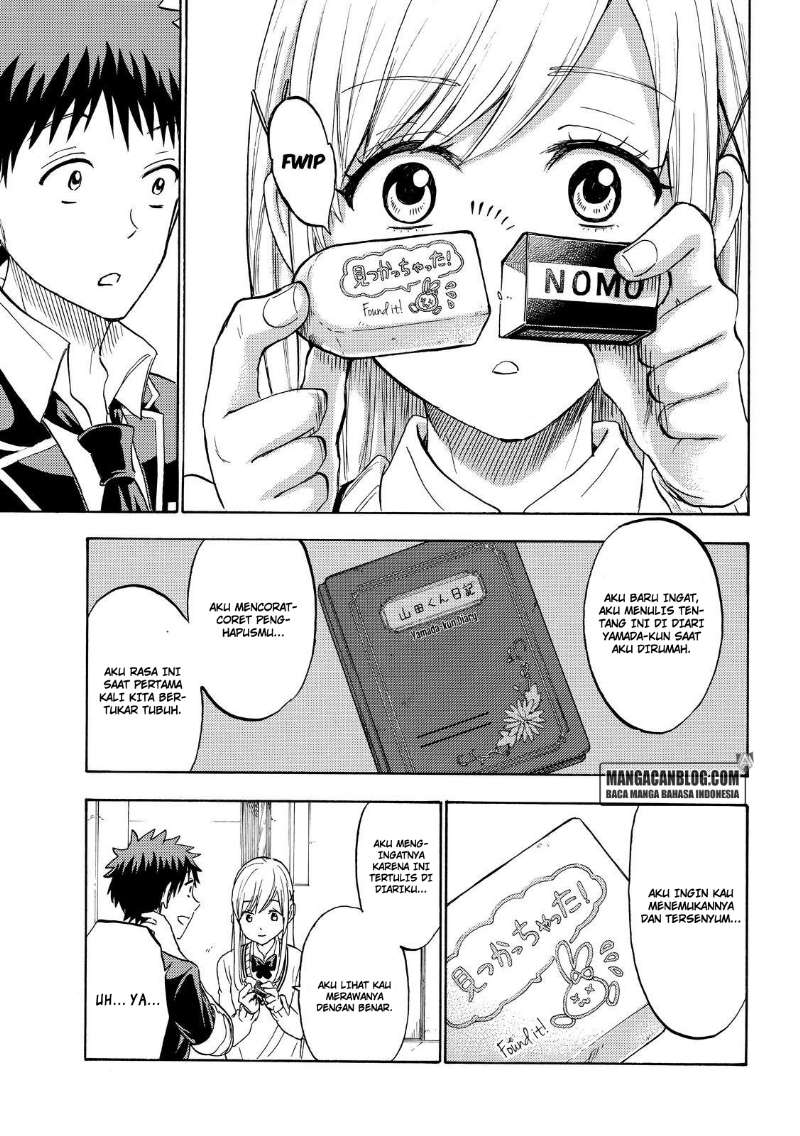 FWIP
見つかっちゃった!
Found it!
NOMO
AKU BARU INGAT,
AKU MENULIS TEN-
TANG INI DI DIARI
YAMADA-KUN SAAT
AKU DIRUMAH.
山田くん日記
Yamada-kun Diary
AKU MENCORAT-
CORET PENG-
HAPUSMU...
AKU RASA INI
SAAT PERTAMA
KALI KITA BER-
TUKAR TUBUH.
MANGACANBLOG.COM
BACA MANGA BAHASA INDONESIA
AKU INGIN KAU
MENEMUKANNYA
DAN TERSENYUM...
見つかっちゃった!
Found it!
AKU MENG-
INGATNYA
KARENA INI
TERTULIS DI
DIARIKU...
AKU LIHAT KAU
MERAWANYA
DENGAN BENAR.
UH... YA...